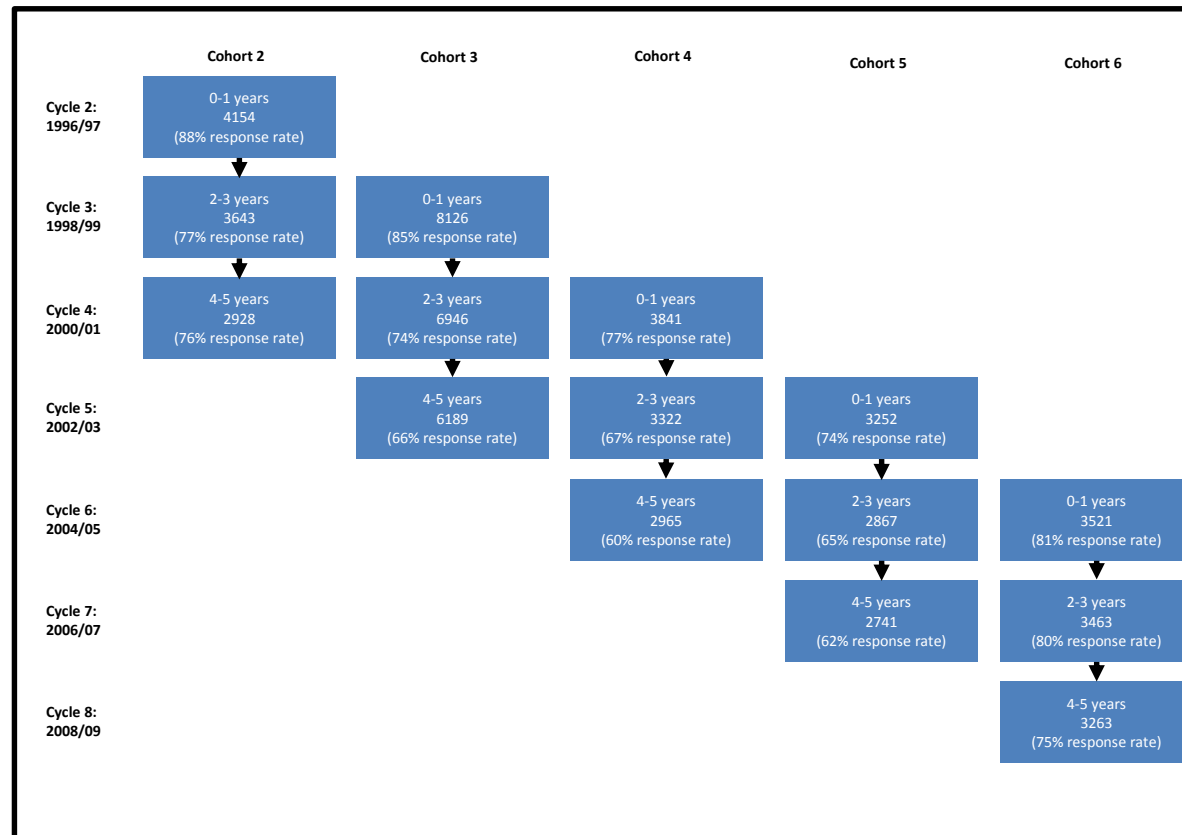 Cohort 2
Cohort 3
Cohort 4
Cohort 5
Cohort 6
Cycle 2:
1996/97
0-1 years
4154
(88% response rate)
Cycle 3:
1998/99
2-3 years
3643
(77% response rate)
0-1 years
8126
(85% response rate)
Cycle 4:
2000/01
4-5 years
2928
(76% response rate)
2-3 years
6946
(74% response rate)
0-1 years
3841
(77% response rate)
Cycle 5:
2002/03
4-5 years
6189
(66% response rate)
2-3 years
3322
(67% response rate)
0-1 years
3252
(74% response rate)
Cycle 6:
2004/05
4-5 years
2965
(60% response rate)
2-3 years
2867
(65% response rate)
0-1 years
3521
(81% response rate)
Cycle 7:
2006/07
4-5 years
2741
(62% response rate)
2-3 years
3463
(80% response rate)
Cycle 8:
2008/09
4-5 years
3263
(75% response rate)